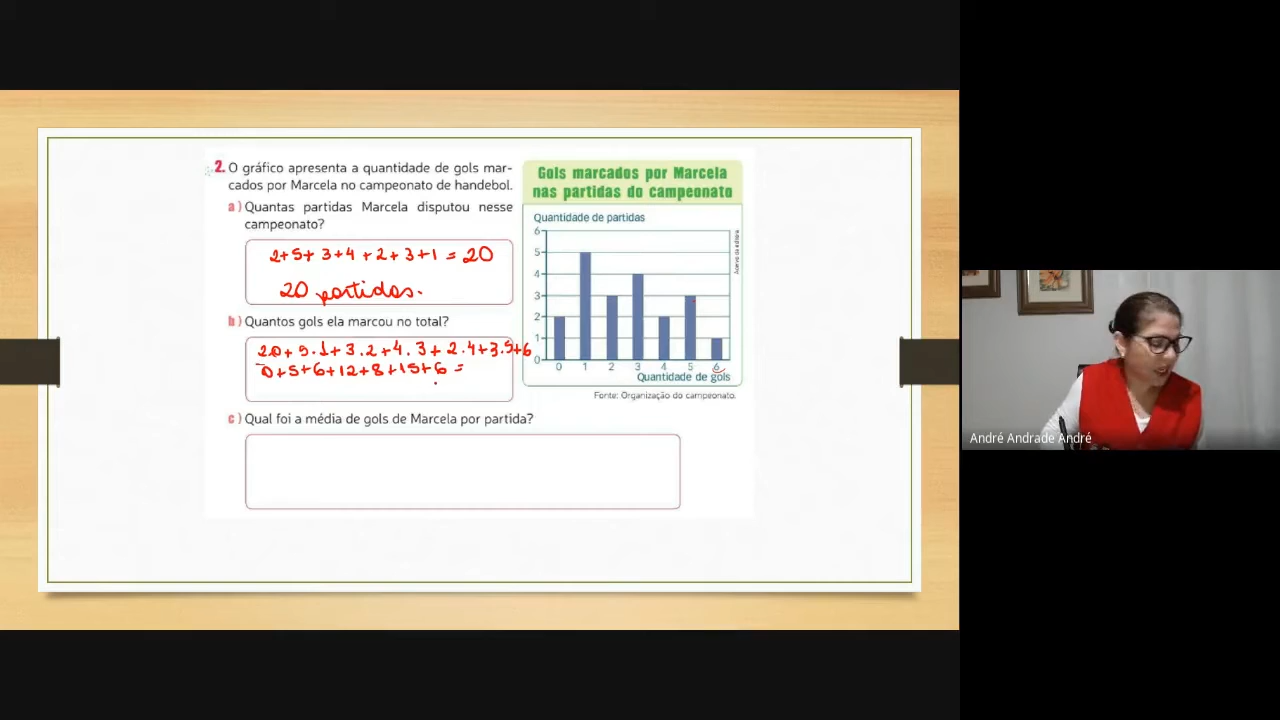 2. O gráfico apresenta a quantidade de gols mar-
cados por Marcela no campeonato de handebol.
a) Quantas partidas Marcela disputou nesse
campeonato?
2+5+3+4+2+3+1 = 20
20 partidas.
b) Quantos gols ela marcou no total?
2.0+5.1+3.2+4.3+2.4+3.5+6
0+5+6+12+8+15+6 =
c) Qual foi a média de gols de Marcela por partida?
Gols marcados por Marcela
nas partidas do campeonato
Quantidade de partidas
6
5
4
3
2
1
0
0 1 2 3 4 5 6
Quantidade de gols
Acervo da editora
Fonte: Organização do campeonato.
André Andrade André